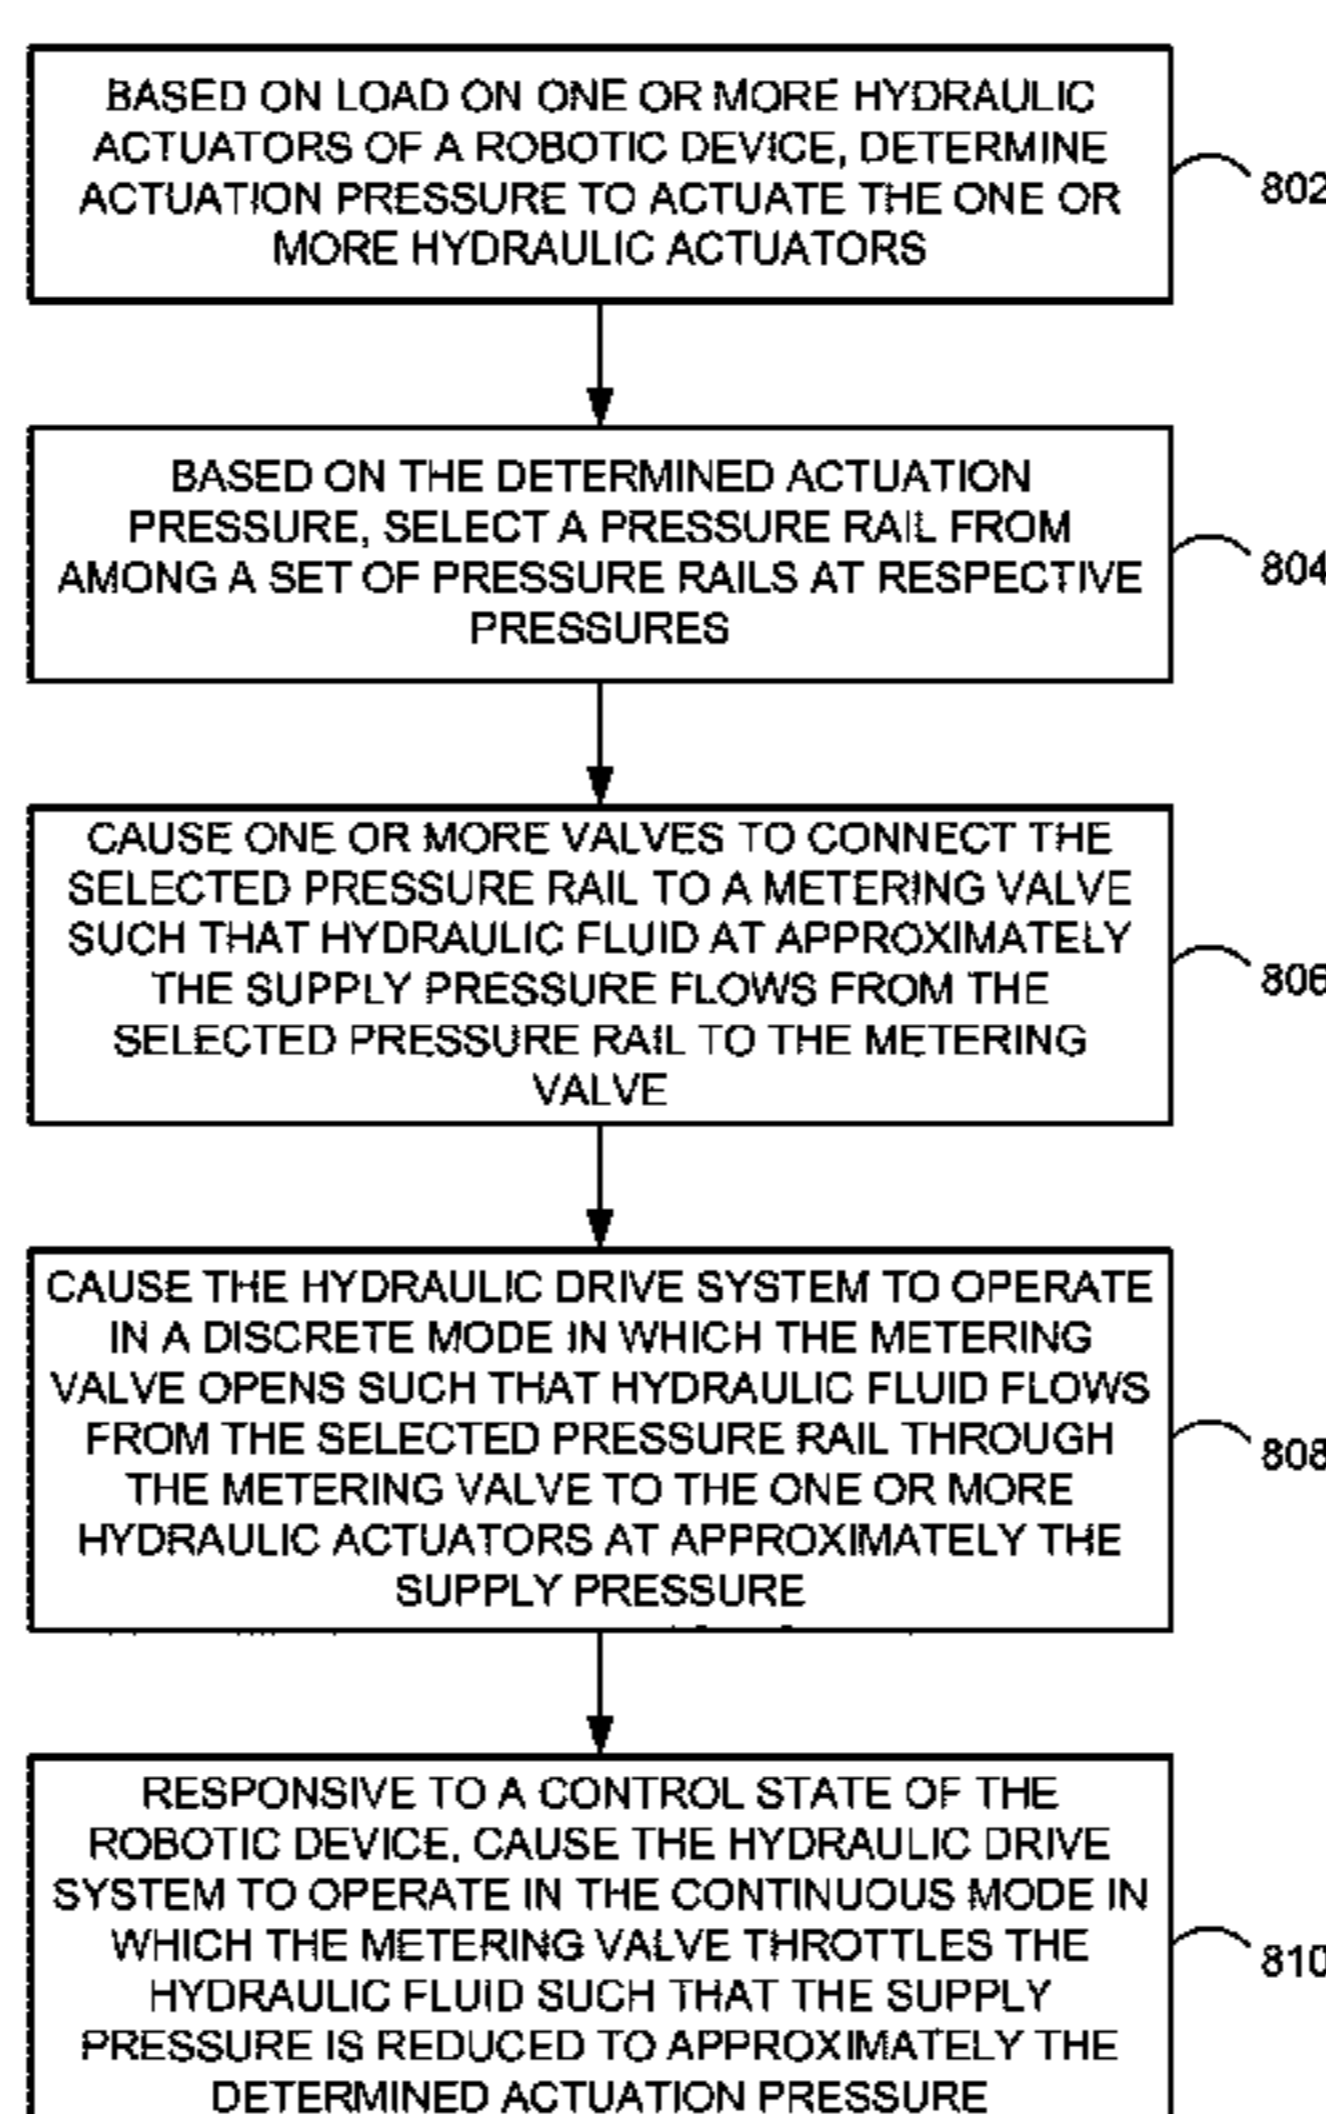 BASED ON LOAD ON ONE OR MORE HYDRAULIC
ACTUATORS OF A ROBOTIC DEVICE, DETERMINE
ACTUATION PRESSURE TO ACTUATE THE ONE OR
MORE HYDRAULIC ACTUATORS
802
BASED ON THE DETERMINED ACTUATION
PRESSURE, SELECT A PRESSURE RAIL FROM
AMONG A SET OF PRESSURE RAILS AT RESPECTIVE
PRESSURES
804
CAUSE ONE OR MORE VALVES TO CONNECT THE
SELECTED PRESSURE RAIL TO A METERING VALVE
SUCH THAT HYDRAULIC FLUID AT APPROXIMATELY
THE SUPPLY PRESSURE FLOWS FROM THE
SELECTED PRESSURE RAIL TO THE METERING
VALVE
806
CAUSE THE HYDRAULIC DRIVE SYSTEM TO OPERATE
IN A DISCRETE MODE IN WHICH THE METERING
VALVE OPENS SUCH THAT HYDRAULIC FLUID FLOWS
FROM THE SELECTED PRESSURE RAIL THROUGH
THE METERING VALVE TO THE ONE OR MORE
HYDRAULIC ACTUATORS AT APPROXIMATELY THE
SUPPLY PRESSURE
808
RESPONSIVE TO A CONTROL STATE OF THE
ROBOTIC DEVICE, CAUSE THE HYDRAULIC DRIVE
SYSTEM TO OPERATE IN THE CONTINUOUS MODE IN
WHICH THE METERING VALVE THROTTLES THE
HYDRAULIC FLUID SUCH THAT THE SUPPLY
PRESSURE IS REDUCED TO APPROXIMATELY THE
DETERMINED ACTUATION PRESSURE
810